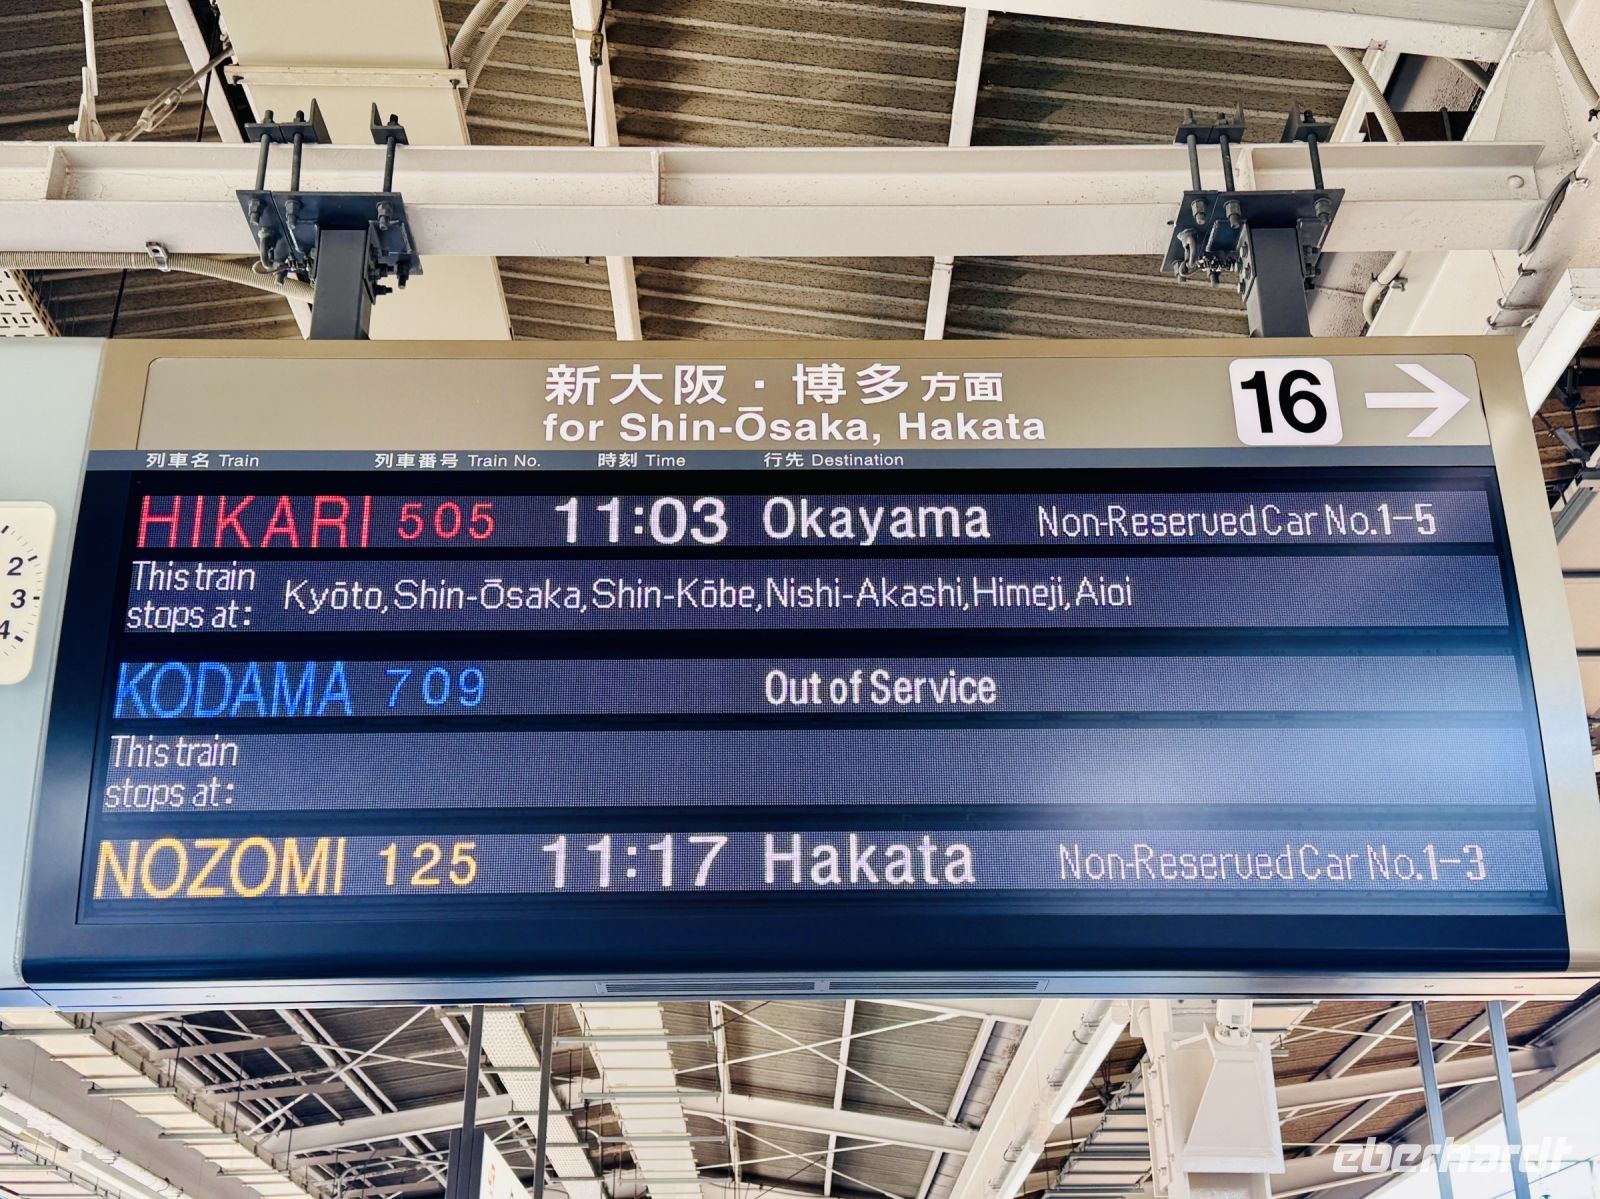 新大阪・博多方面
for Shin-Ōsaka, Hakata
16
列車名 Train 列車番号 Train No. 時刻 Time 行先 Destination
HIKARI 505 11:03 Okayama Non-Reserved Car No.1-5
This train stops at: Kyōto,Shin-Ōsaka,Shin-Kōbe,Nishi-Akashi,Himeji,Aioi
KODAMA 709 Out of Service
This train stops at:
NOZOMI 125 11:17 Hakata Non-Reserved Car No.1-3
2
3
4
eberhardt